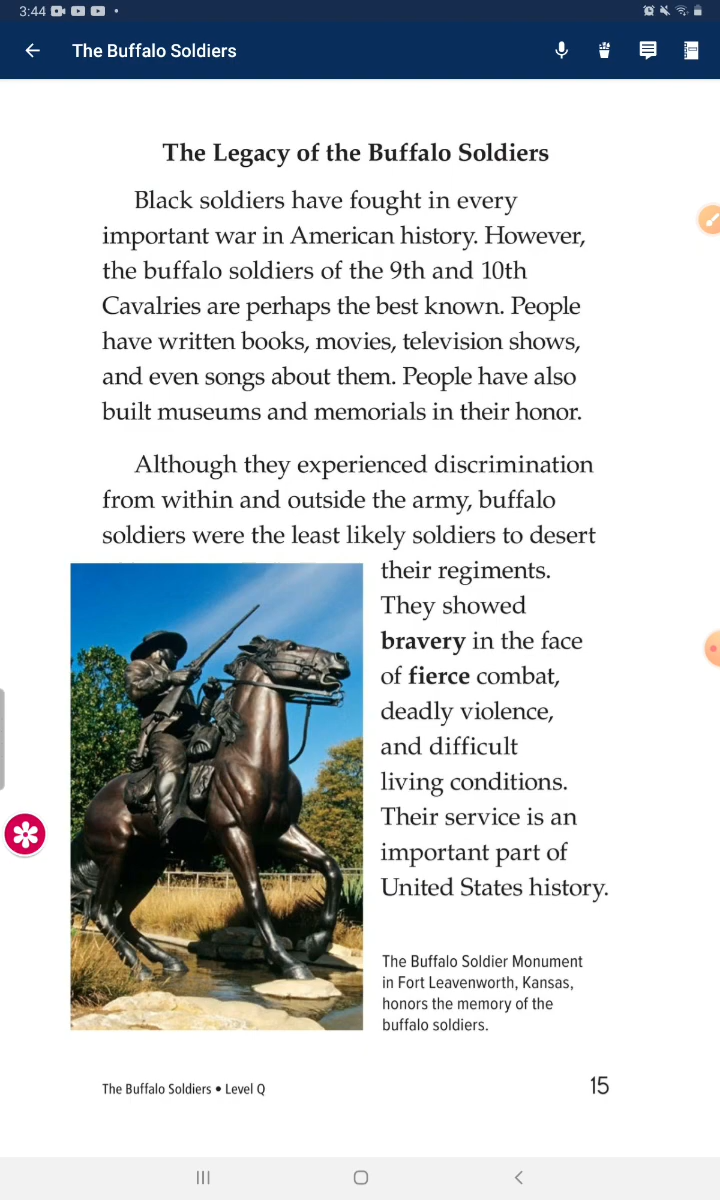 3:44
The Buffalo Soldiers
The Legacy of the Buffalo Soldiers
Black soldiers have fought in every
important war in American history. However,
the buffalo soldiers of the 9th and 10th
Cavalries are perhaps the best known. People
have written books, movies, television shows,
and even songs about them. People have also
built museums and memorials in their honor.
Although they experienced discrimination
from within and outside the army, buffalo
soldiers were the least likely soldiers to desert
their regiments.
They showed
bravery in the face
of fierce combat,
deadly violence,
and difficult
living conditions.
Their service is an
important part of
United States history.
The Buffalo Soldier Monument
in Fort Leavenworth, Kansas,
honors the memory of the
buffalo soldiers.
The Buffalo Soldiers • Level Q
15